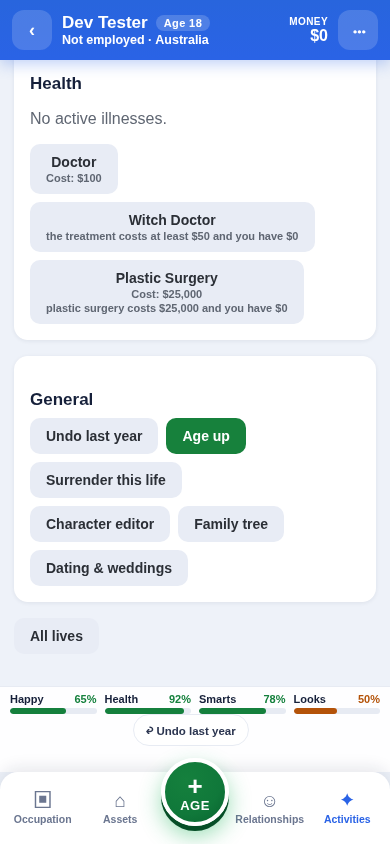 ‹
Dev Tester Age 18
Not employed · Australia
MONEY
$0
•••
Health
No active illnesses.
Doctor
Cost: $100
Witch Doctor
the treatment costs at least $50 and you have $0
Plastic Surgery
Cost: $25,000
plastic surgery costs $25,000 and you have $0
General
Undo last year
Age up
Surrender this life
Character editor
Family tree
Dating & weddings
All lives
Happy 65%
Health 92%
Smarts 78%
Looks 50%
Undo last year
+
AGE
Occupation
Assets
Relationships
Activities